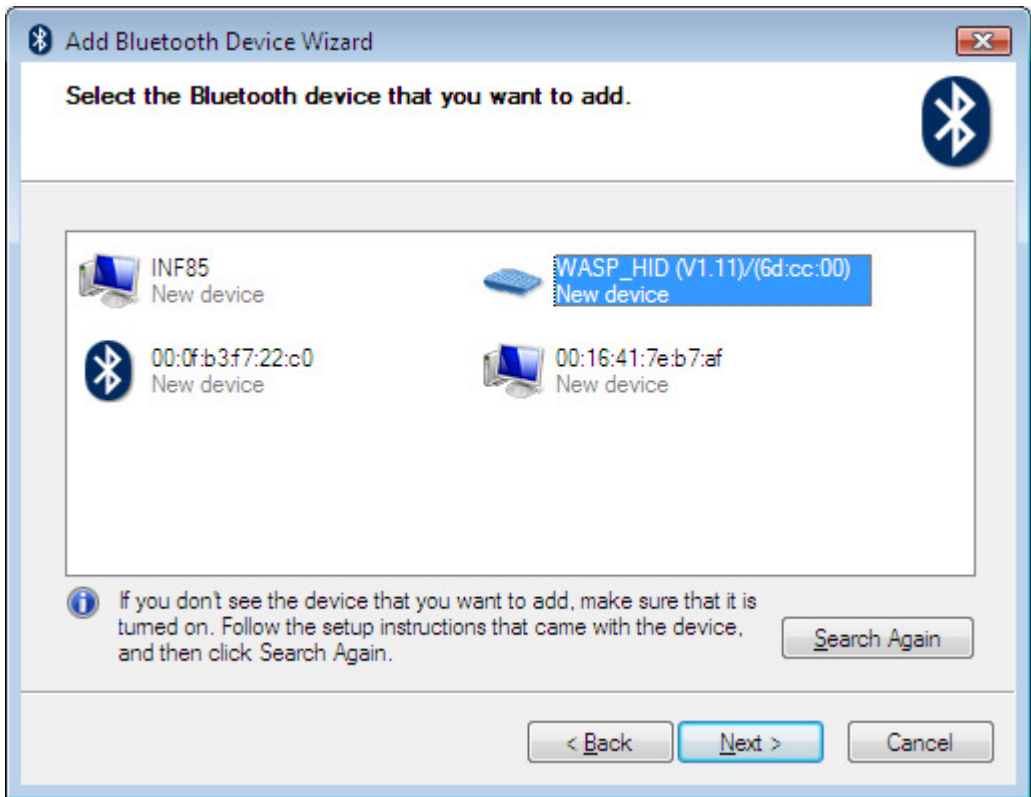 Add Bluetooth Device Wizard
Select the Bluetooth device that you want to add.
INF85
New device
WASP_HID (V1.11)/(6d:cc:00)
New device
00:0f:b3:f7:22:c0
New device
00:16:41:7e:b7:af
New device
If you don't see the device that you want to add, make sure that it is
turned on. Follow the setup instructions that came with the device,
and then click Search Again.
Search Again
< Back
Next >
Cancel